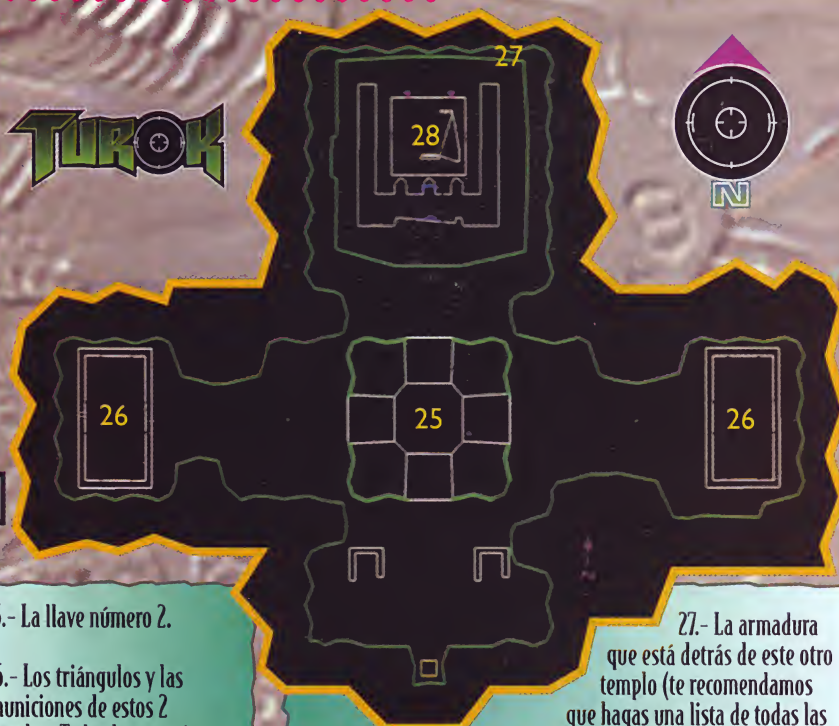 TUROK
27
28
N
26
25
26
.- La llave número 2.
.- Los triángulos y las
municiones de estos 2
27.- La armadura
que está detrás de este otro
templo (te recomendamos
que hagas una lista de todas las